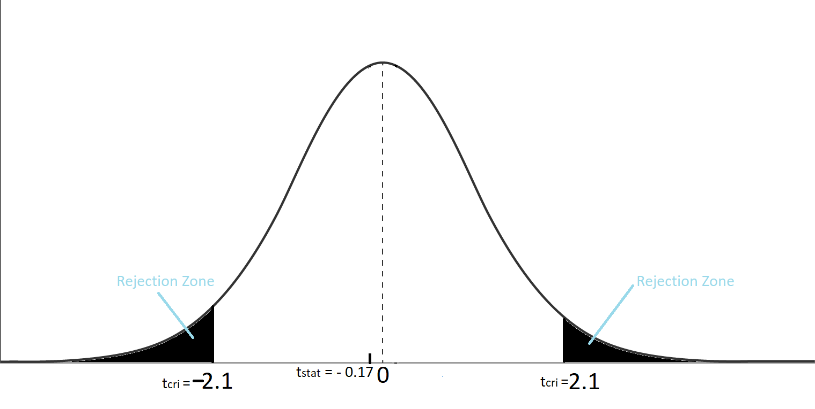 Rejection Zone
Rejection Zone
tcri = −2.1
tstat = - 0.17
0
tcri = 2.1